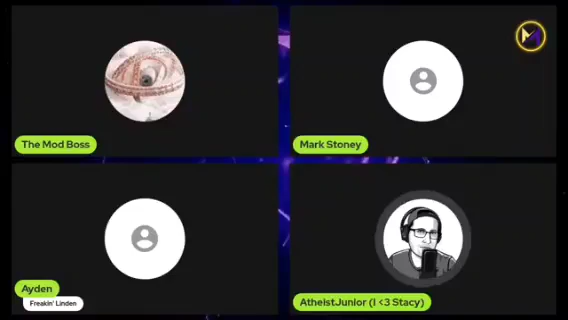 The Mod Boss
Mark Stoney
Ayden
Freakin' Linden
AtheistJunior (I <3 Stacy)